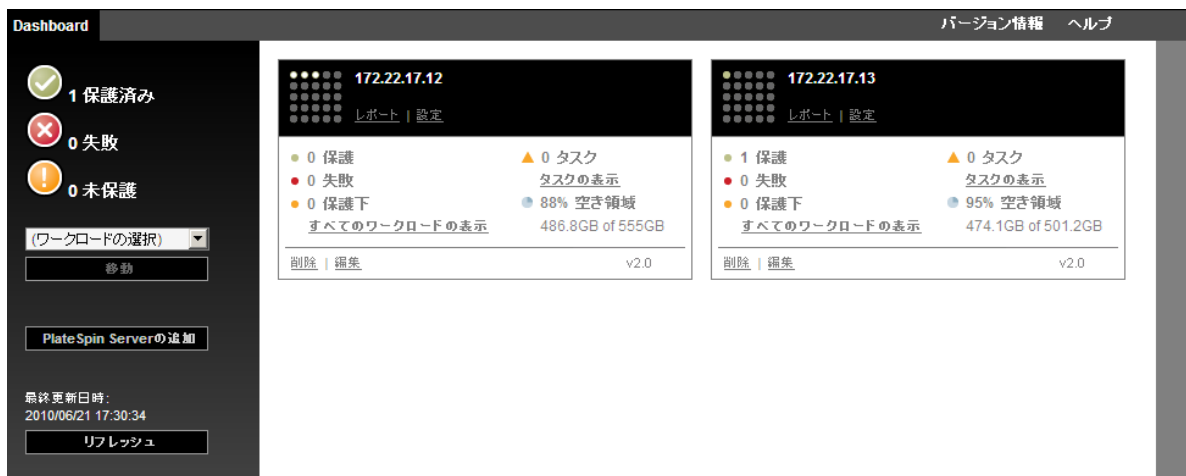 Dashboard
バージョン情報 ヘルプ
1 保護済み
0 失敗
0 未保護
(ワークロードの選択)
移動
PlateSpin Serverの追加
最終更新日時:
2010/06/21 17:30:34
リフレッシュ
172.22.17.12
レポート | 設定
0 保護
0 失敗
0 保護下
すべてのワークロードの表示
0 タスク
タスクの表示
88% 空き領域
486.8GB of 555GB
削除 | 編集
v2.0
172.22.17.13
レポート | 設定
1 保護
0 失敗
0 保護下
すべてのワークロードの表示
0 タスク
タスクの表示
95% 空き領域
474.1GB of 501.2GB
削除 | 編集
v2.0